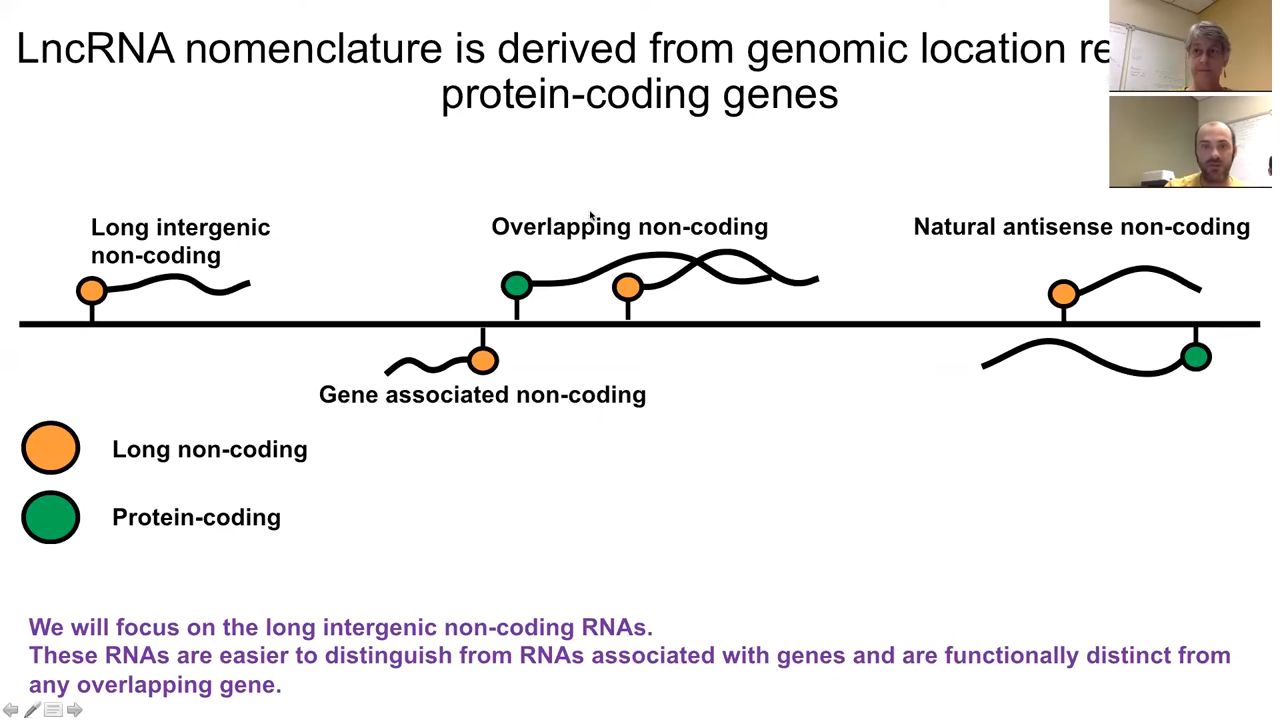 LncRNA nomenclature is derived from genomic location
protein-coding genes
Long intergenic
non-coding
Overlapping non-coding
Natural antisense non-coding
Gene associated non-coding
Long non-coding
Protein-coding
We will focus on the long intergenic non-coding RNAs.
These RNAs are easier to distinguish from RNAs associated with genes and are functionally distinct from
any overlapping gene.